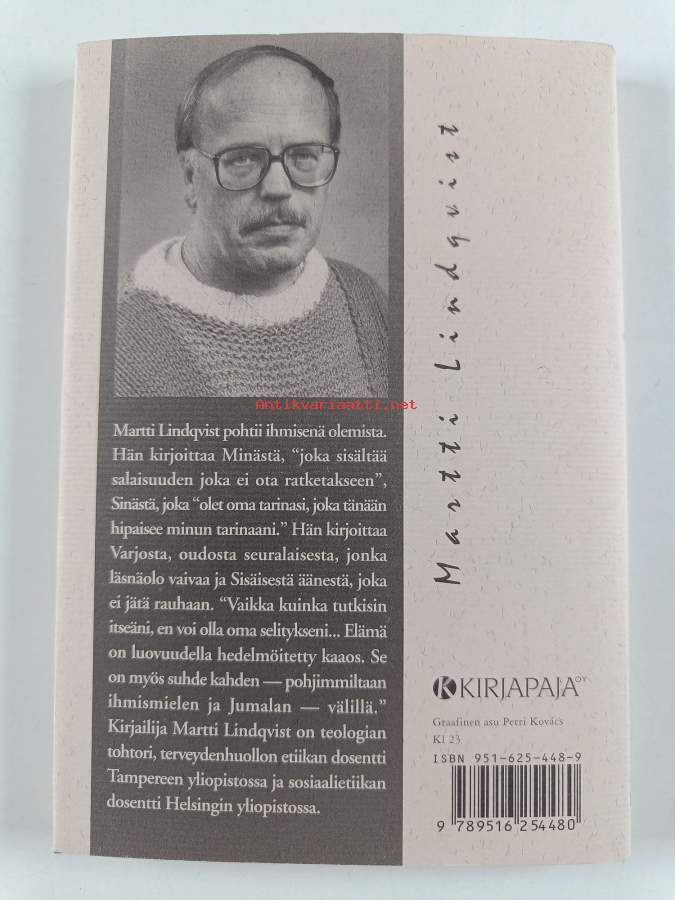 Antikvariaatti.net
Martti Lindqvist pohtii ihmisenä olemista.
Hän kirjoittaa Minästä, “joka sisältää
salaisuuden joka ei ota ratketakseen”,
Sinästä, joka “olet oma tarinasi, joka tänään
hipaisee minun tarinaani.” Hän kirjoittaa
Varjosta, oudosta seuralaisesta, jonka
läsnäolo vaivaa ja Sisäisestä äänestä, joka
ei jätä rauhaan. “Vaikka kuinka tutkisin
itseäni, en voi olla oma selitykseni... Elämä
on luovuudella hedelmöitetty kaaos. Se
on myös suhde kahden — pohjimmiltaan
ihmismielen ja Jumalan — välillä.”
Kirjailija Martti Lindqvist on teologian
tohtori, terveydenhuollon etiikan dosentti
Tampereen yliopistossa ja sosiaalietiikan
dosentti Helsingin yliopistossa.
Martti Lindqvist
KIRJAPAJA OY
Graafinen asu Petri Kovács
Kl 23
ISBN 951-625-448-9
9 789516 254480